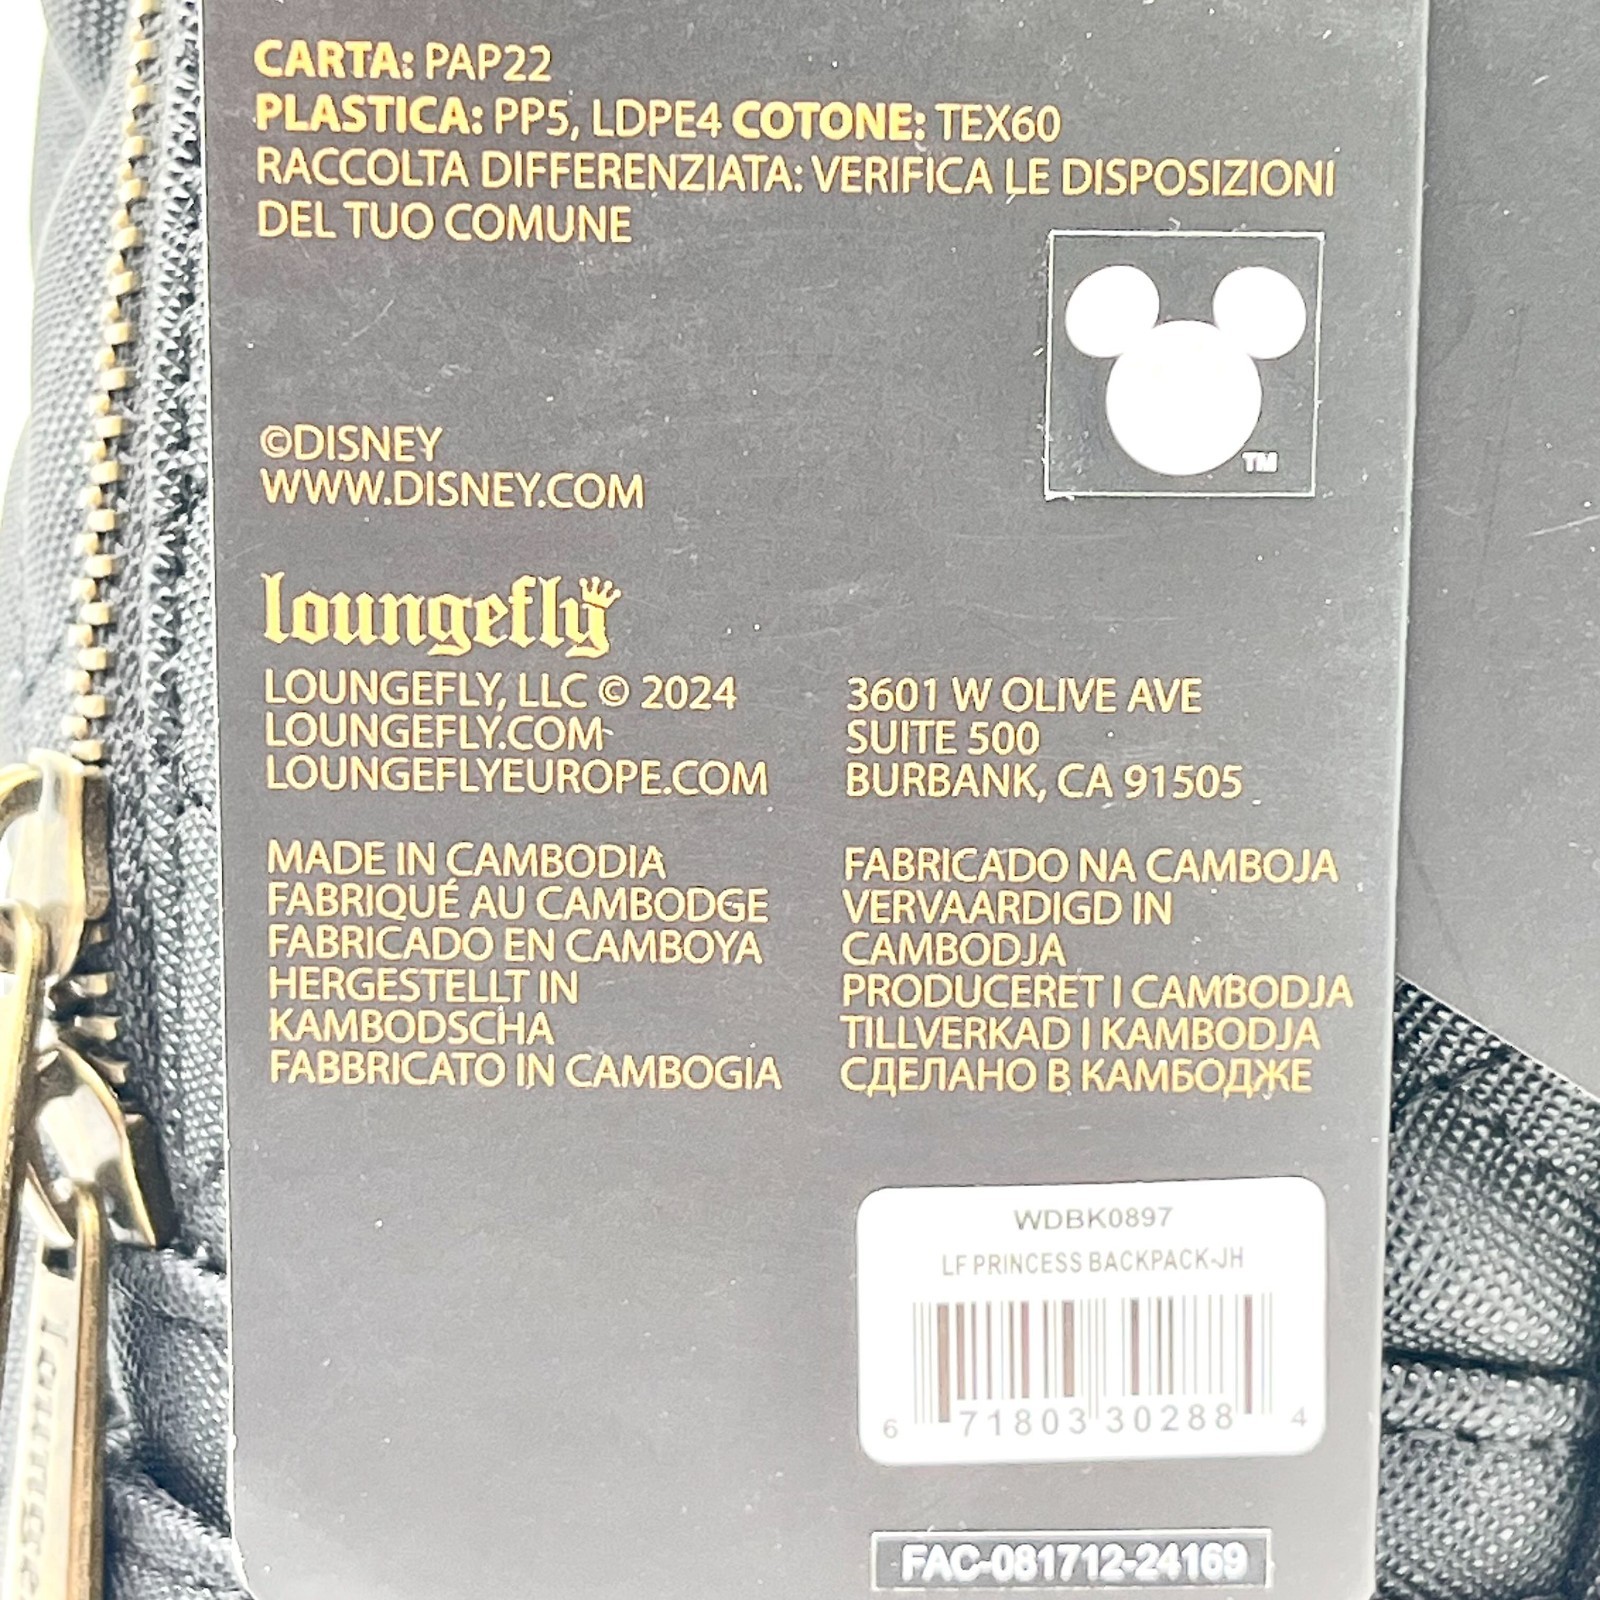 CARTA: PAP22
PLASTICA: PP5, LDPE4 COTONE: TEX60
RACCOLTA DIFFERENZIATA: VERIFICA LE DISPOSIZIONI
DEL TUO COMUNE
TM
©DISNEY
WWW.DISNEY.COM
loungefly
LOUNGEFLY, LLC © 2024
LOUNGEFLY.COM
LOUNGEFLYEUROPE.COM
3601 W OLIVE AVE
SUITE 500
BURBANK, CA 91505
MADE IN CAMBODIA
FABRIQUÉ AU CAMBODGE
FABRICADO EN CAMBOYA
HERGESTELLT IN
KAMBODSCHA
FABBRICATO IN CAMBOGIA
FABRICADO NA CAMBOJA
VERVAARDIGD IN
CAMBODJA
PRODUCERET I CAMBODJA
TILLVERKAD I KAMBODJA
СДЕЛАНО В КАМБОДЖЕ
WDBK0897
LF PRINCESS BACKPACK-JH
6 71803 30288 4
FAC-081712-24169